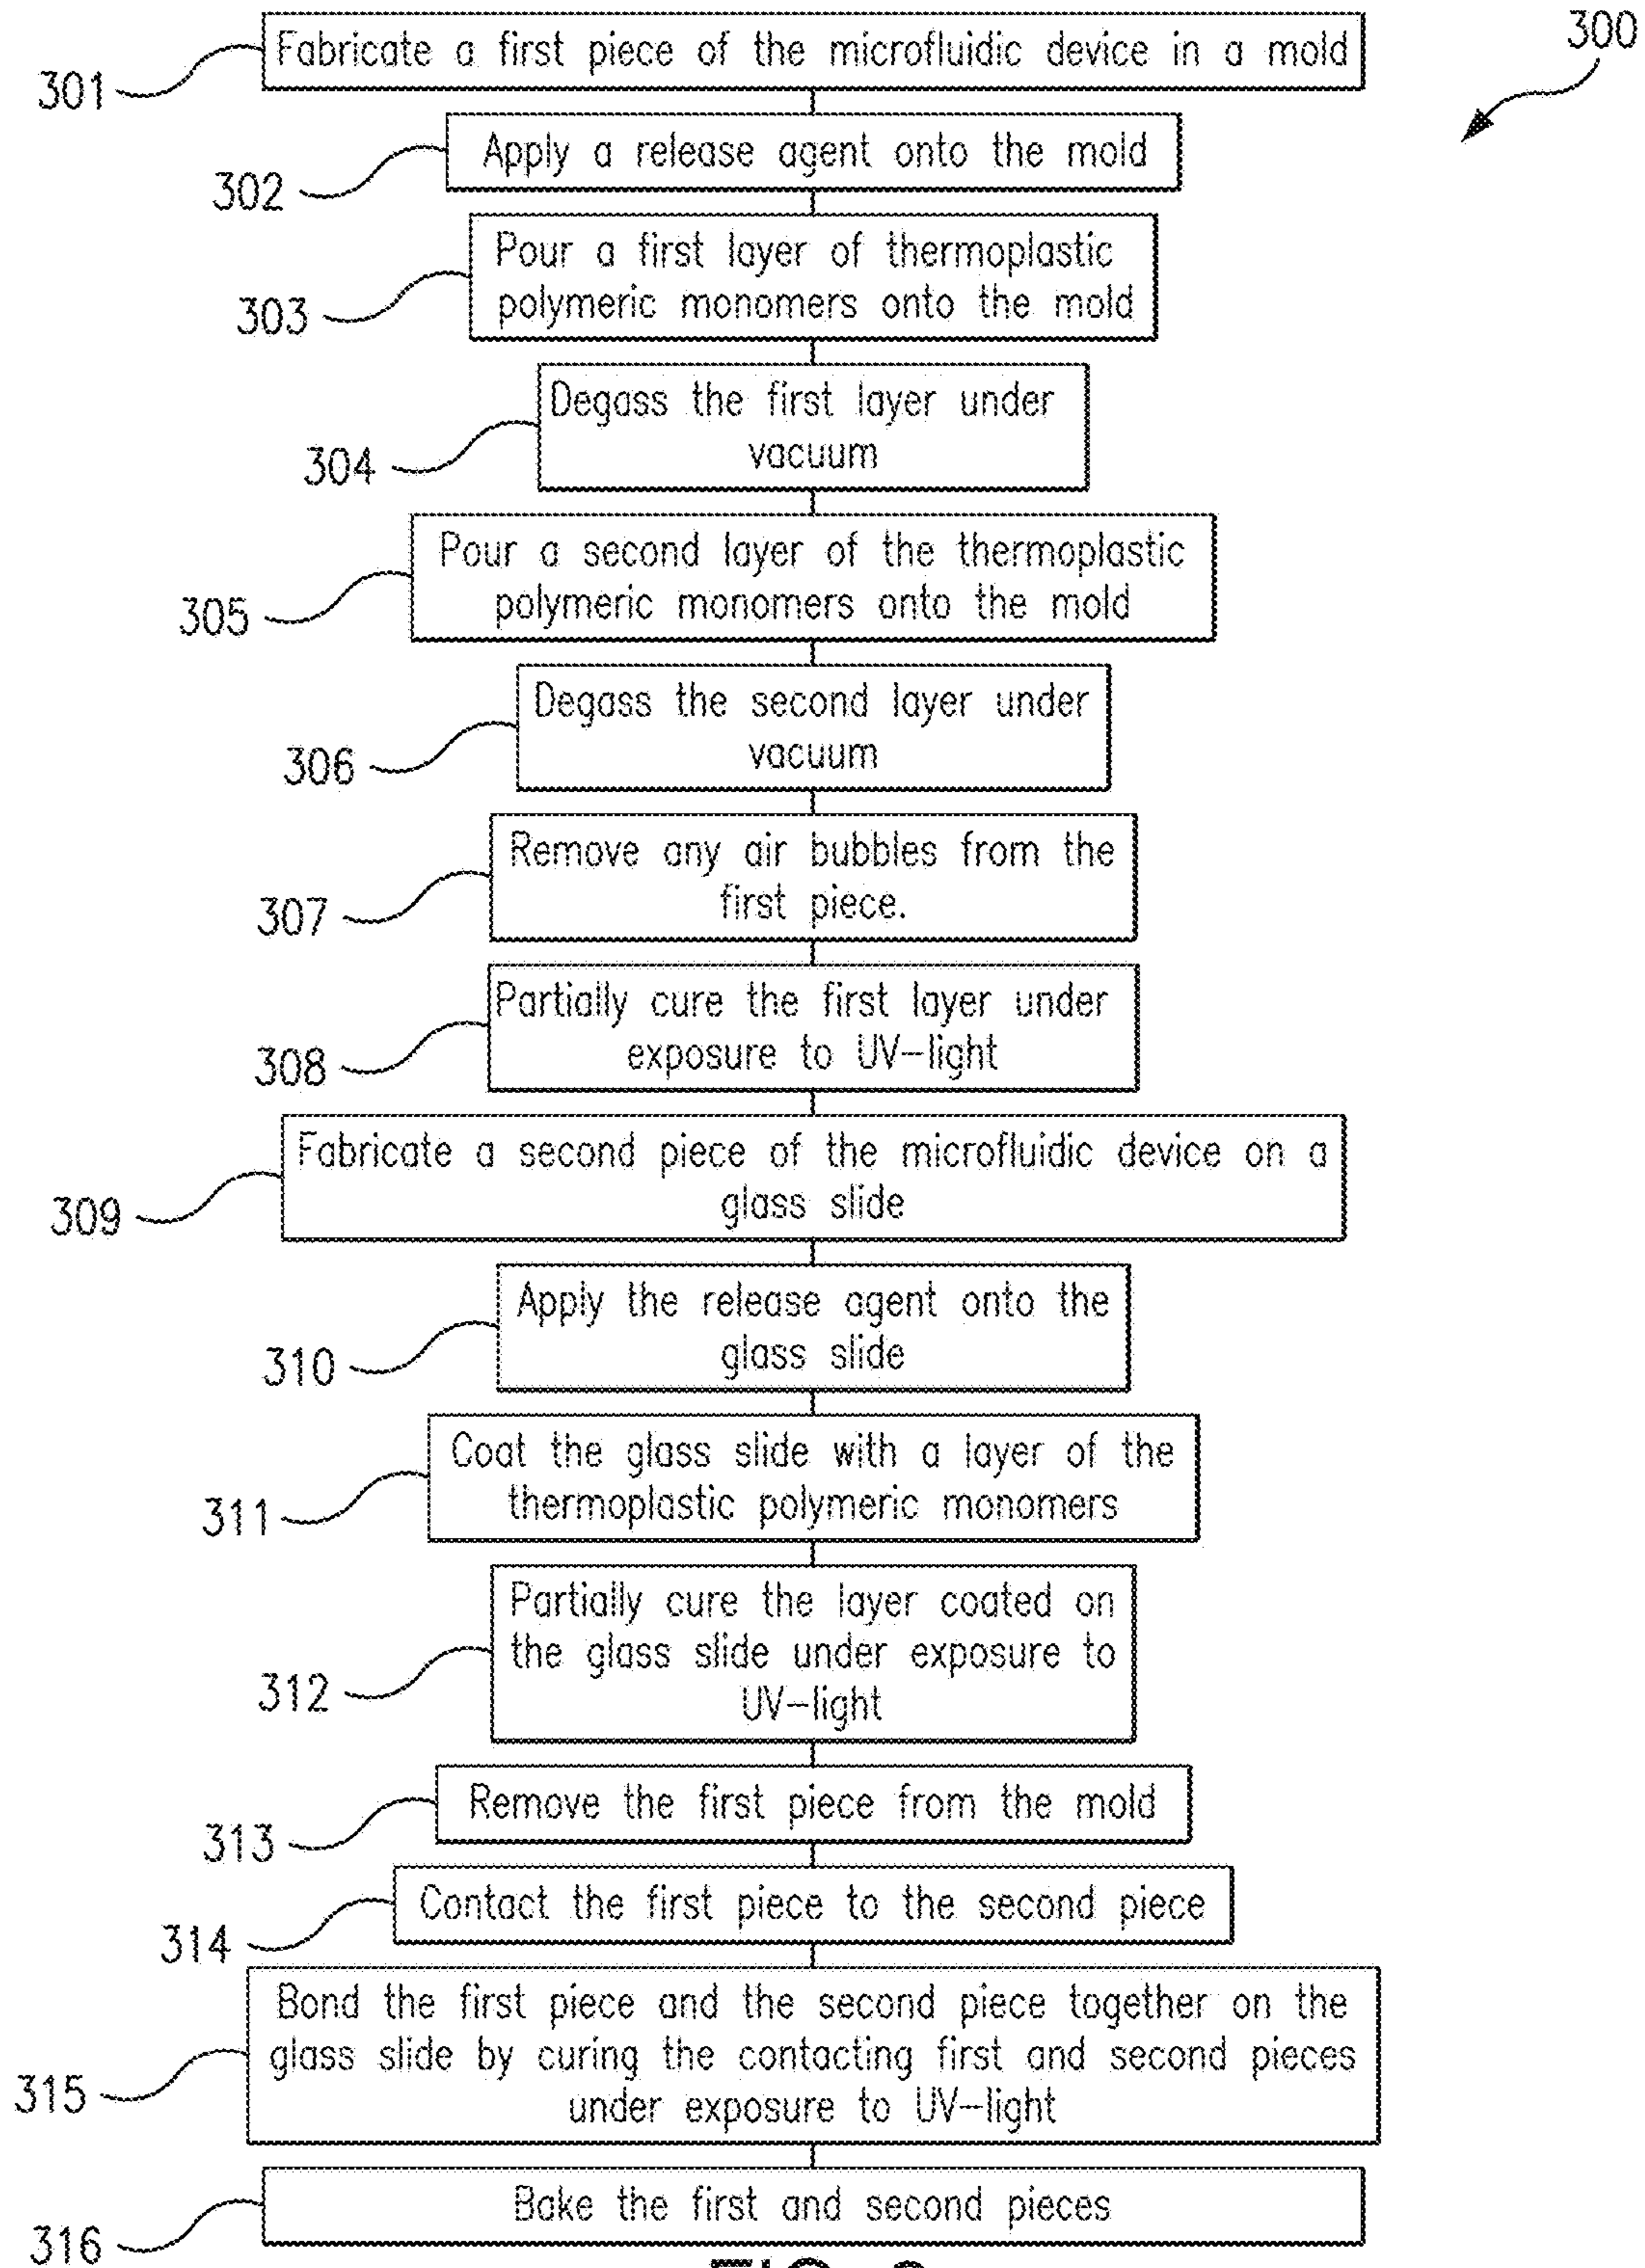 300
301
Fabricate a first piece of the microfluidic device in a mold
302
Apply a release agent onto the mold
303
Pour a first layer of thermoplastic
polymeric monomers onto the mold
304
Degass the first layer under
vacuum
305
Pour a second layer of the thermoplastic
polymeric monomers onto the mold
306
Degass the second layer under
vacuum
307
Remove any air bubbles from the
first piece.
308
Partially cure the first layer under
exposure to UV-light
309
Fabricate a second piece of the microfluidic device on a
glass slide
310
Apply the release agent onto the
glass slide
311
Coat the glass slide with a layer of the
thermoplastic polymeric monomers
312
Partially cure the layer coated on
the glass slide under exposure to
UV-light
313
Remove the first piece from the mold
314
Contact the first piece to the second piece
315
Bond the first piece and the second piece together on the
glass slide by curing the contacting first and second pieces
under exposure to UV-light
316
Bake the first and second pieces